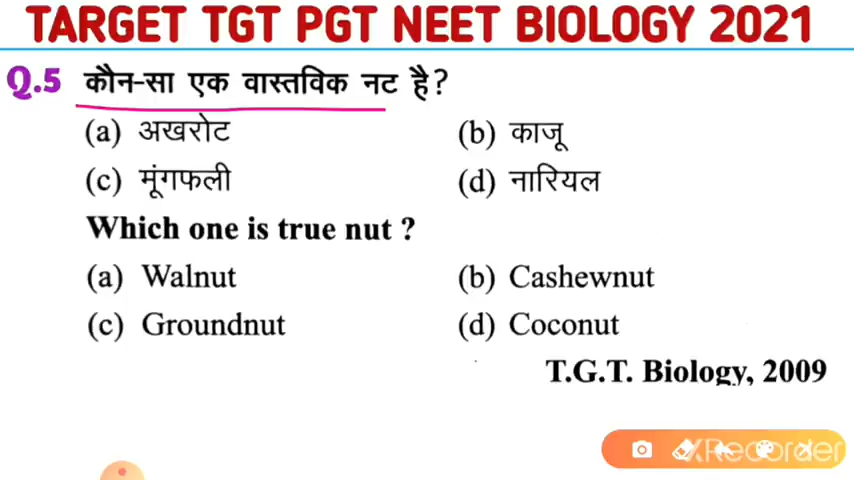 TARGET TGT PGT NEET BIOLOGY 2021
Q.5 कौन-सा एक वास्तविक नट है?
(a) अखरोट (b) काजू
(c) मूंगफली (d) नारियल
Which one is true nut ?
(a) Walnut (b) Cashewnut
(c) Groundnut (d) Coconut
T.G.T. Biology, 2009
XRecorder